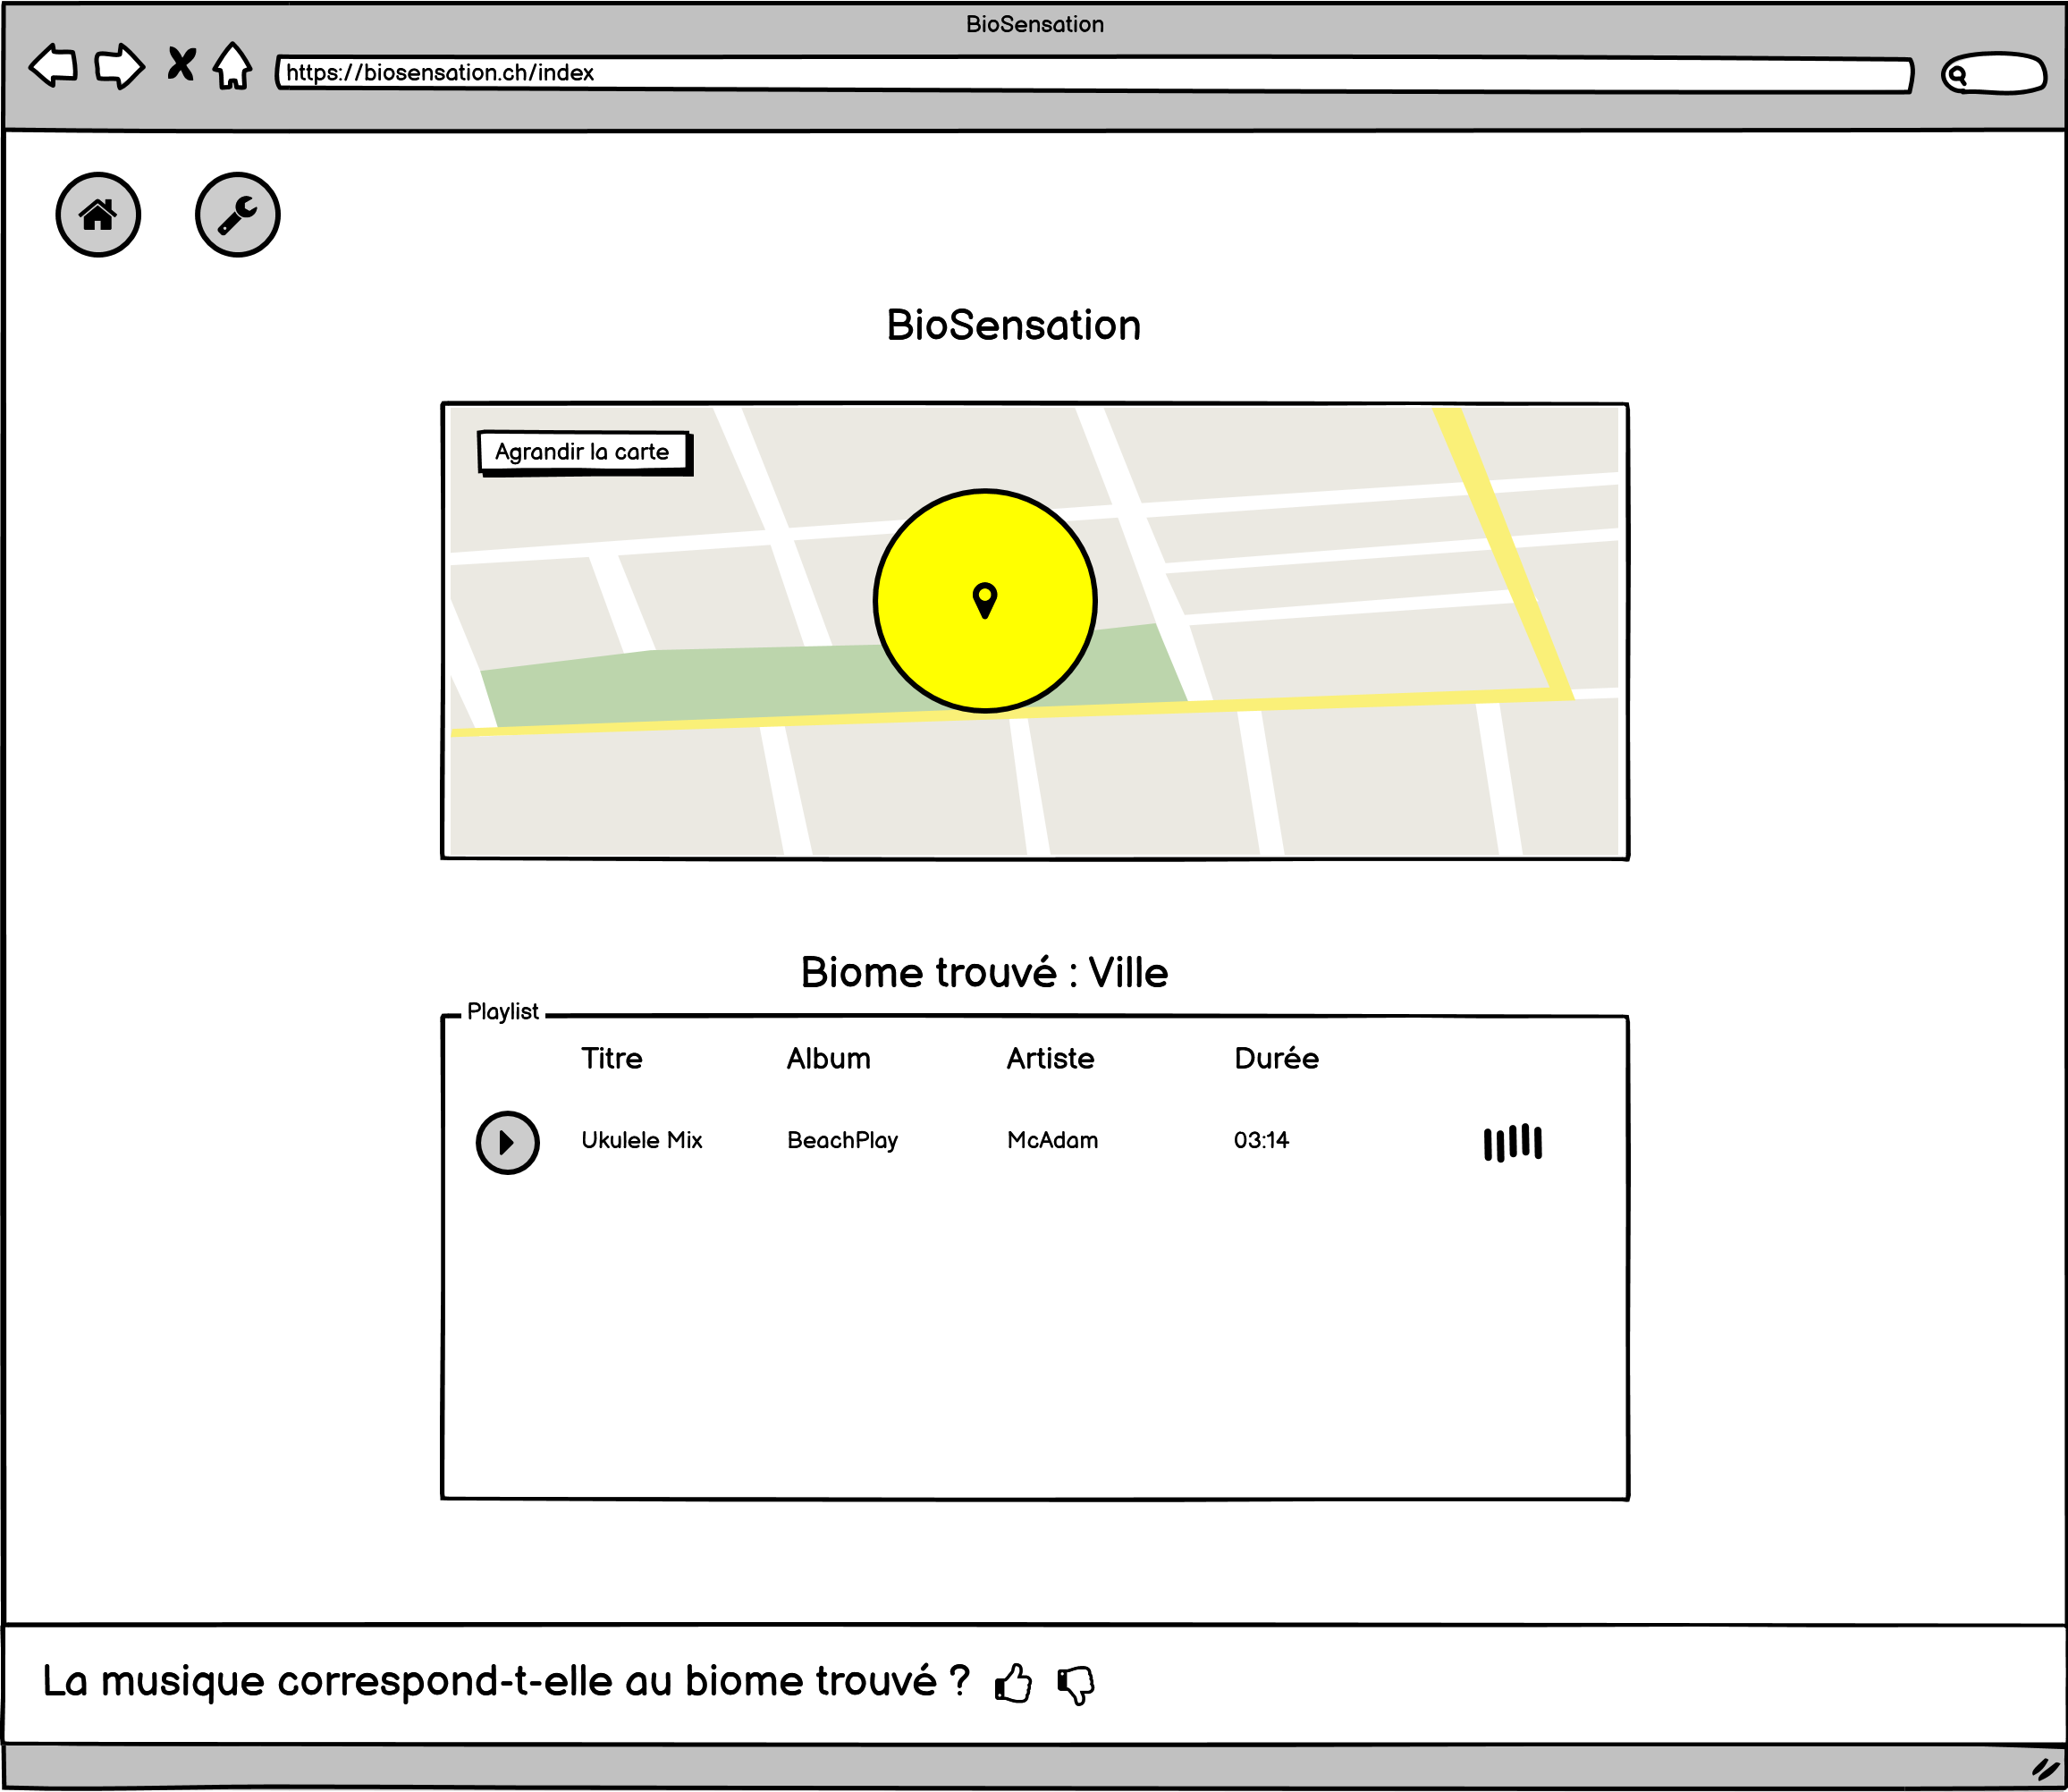 BioSensation
https://biosensation.ch/index
BioSensation
Agrandir la carte
Biome trouvé : Ville
Playlist
Titre Album Artiste Durée
Ukulele Mix BeachPlay McAdam 03:14
La musique correspond-t-elle au biome trouvé ?